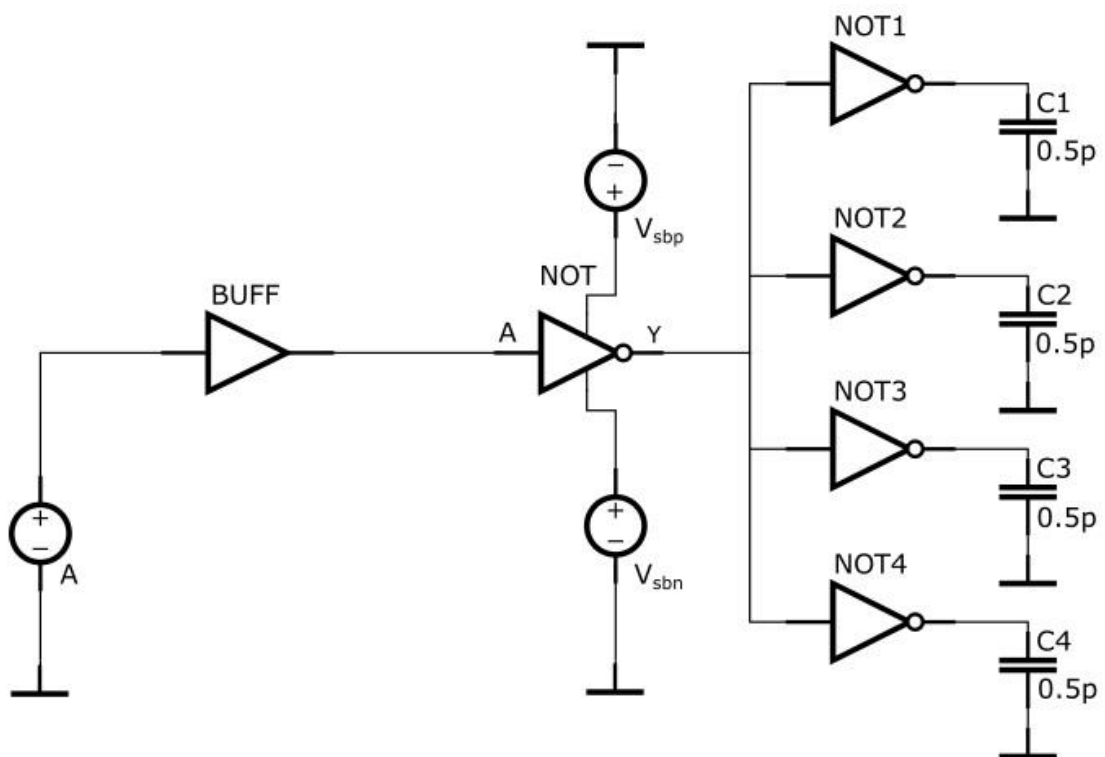 NOT1
C1
0.5p
−
+
V_sbp
NOT2
C2
0.5p
BUFF
NOT
A
Y
NOT3
C3
0.5p
+
−
A
+
−
V_sbn
NOT4
C4
0.5p